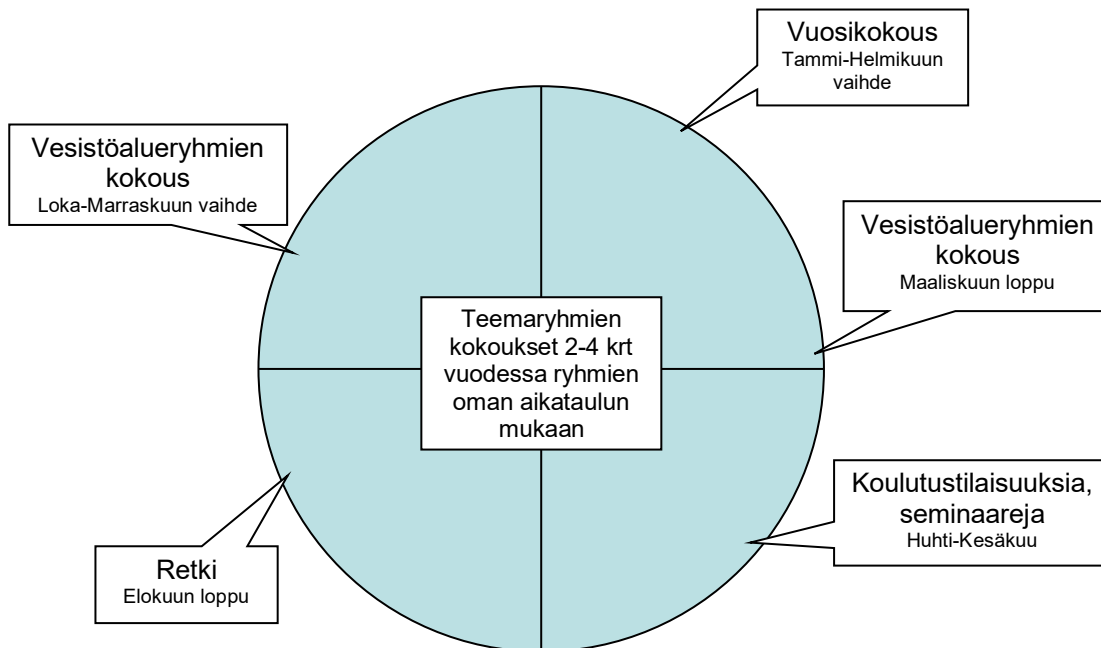 Vuosikokous
Tammi-Helmikuun
vaihde
Vesistöalueryhmien
kokous
Loka-Marraskuun vaihde
Vesistöalueryhmien
kokous
Maaliskuun loppu
Teemaryhmien
kokoukset 2-4 krt
vuodessa ryhmien
oman aikataulun
mukaan
Koulutustilaisuuksia,
seminaareja
Huhti-Kesäkuu
Retki
Elokuun loppu